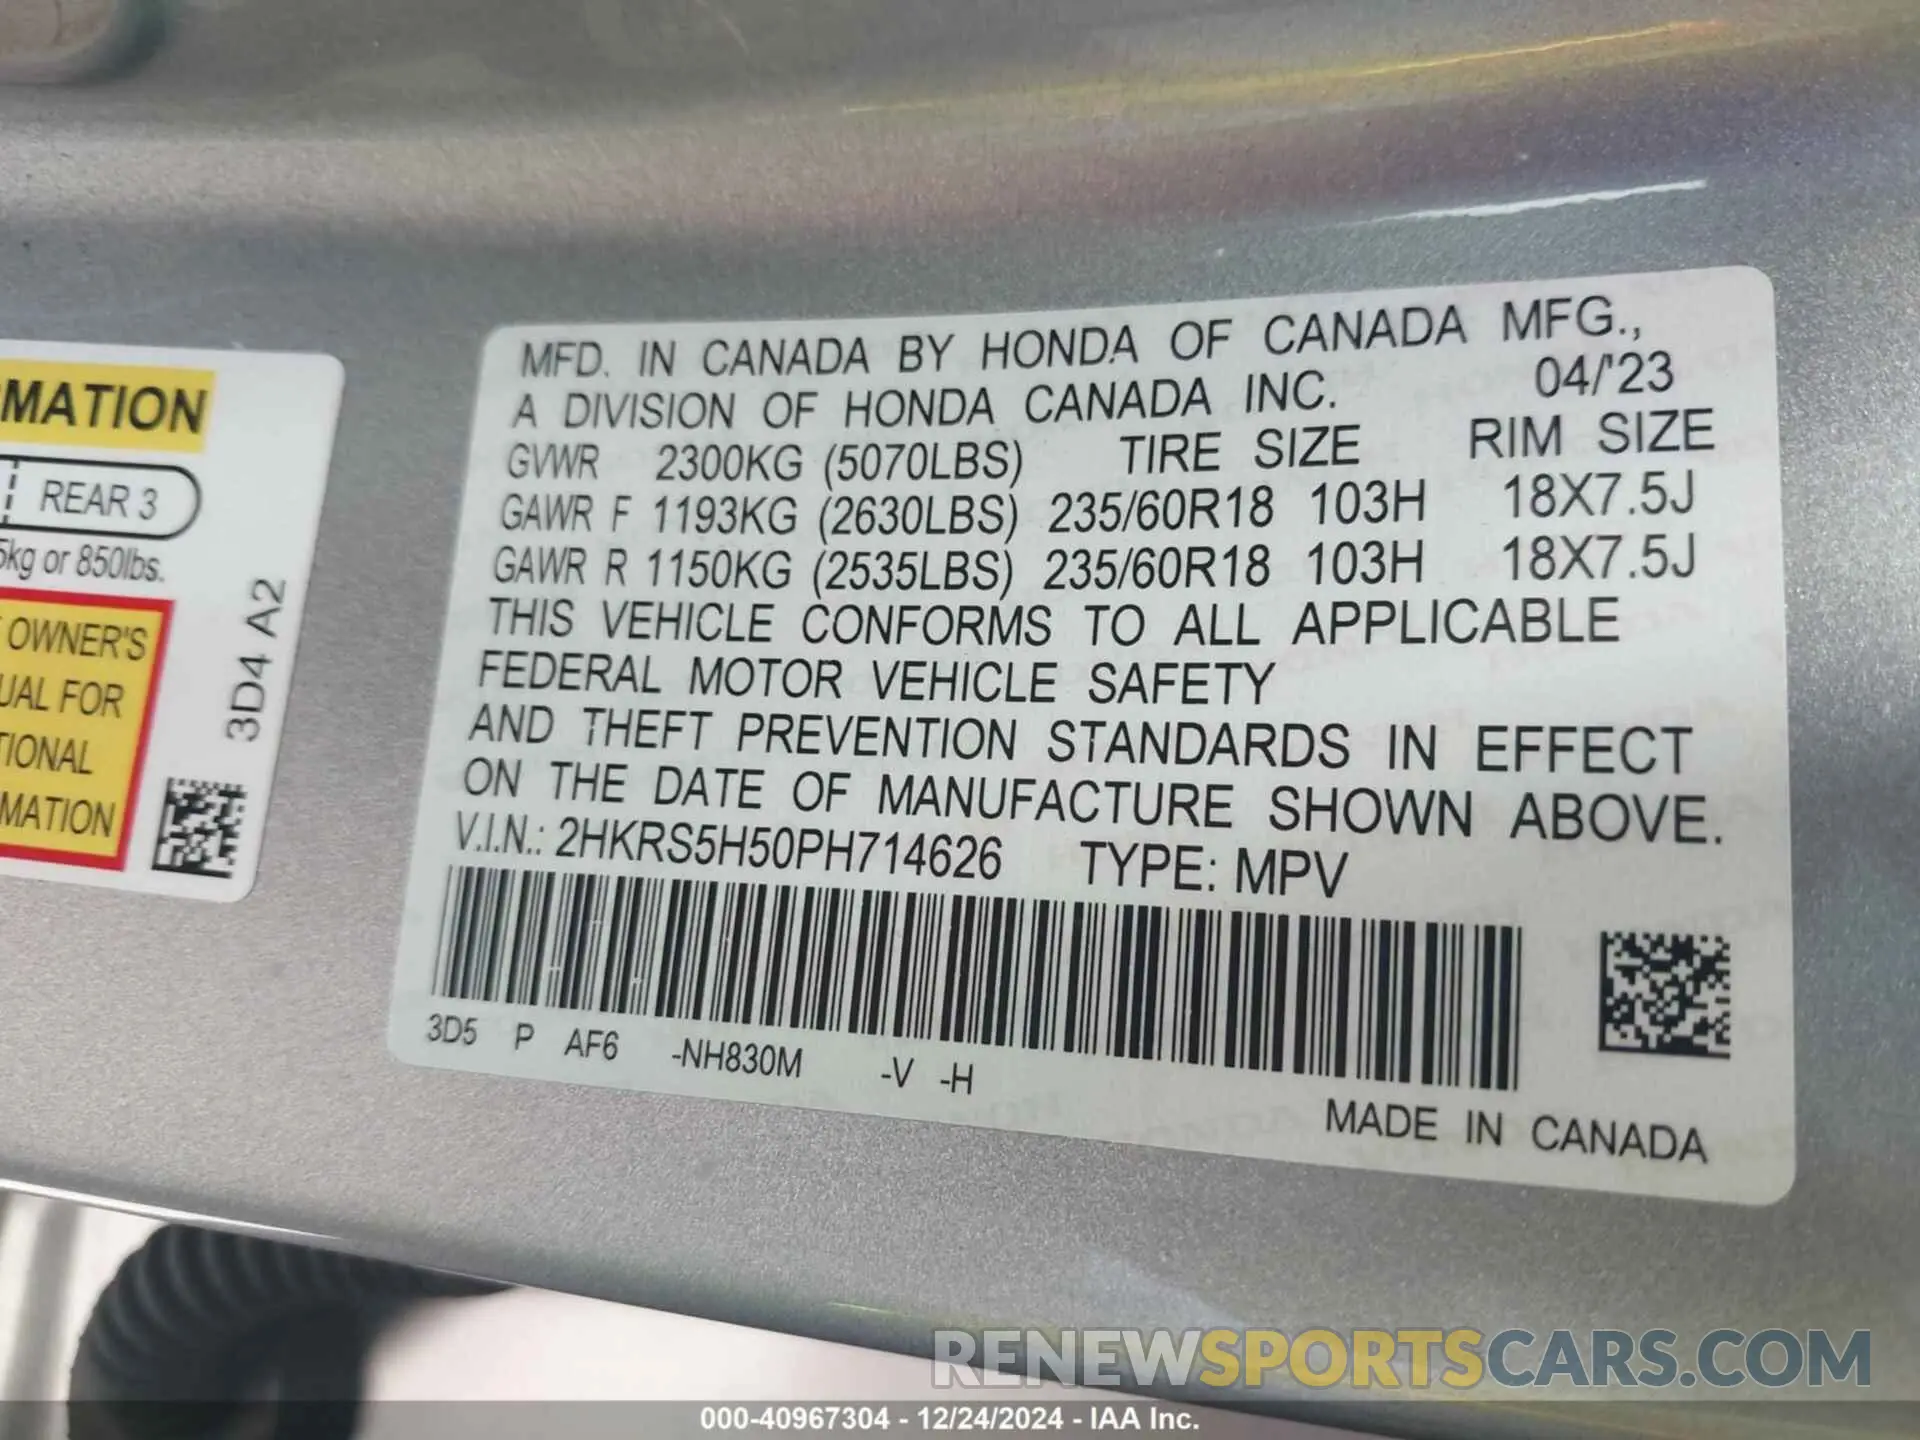 MFD. IN CANADA BY HONDA OF CANADA MFG.,
A DIVISION OF HONDA CANADA INC. 04/'23
GVWR 2300KG (5070LBS) TIRE SIZE RIM SIZE
GAWR F 1193KG (2630LBS) 235/60R18 103H 18X7.5J
GAWR R 1150KG (2535LBS) 235/60R18 103H 18X7.5J
THIS VEHICLE CONFORMS TO ALL APPLICABLE
FEDERAL MOTOR VEHICLE SAFETY
AND THEFT PREVENTION STANDARDS IN EFFECT
ON THE DATE OF MANUFACTURE SHOWN ABOVE.
V.I.N.: 2HKRS5H50PH714626 TYPE: MPV
3D5 P AF6 -NH830M -V -H
MADE IN CANADA
RMATION
REAR 3
5kg or 850lbs.
OWNER'S
UAL FOR
TIONAL
MATION
3D4 A2
RENEWSPORTSCARS.COM
000-40967304 - 12/24/2024 - IAA Inc.